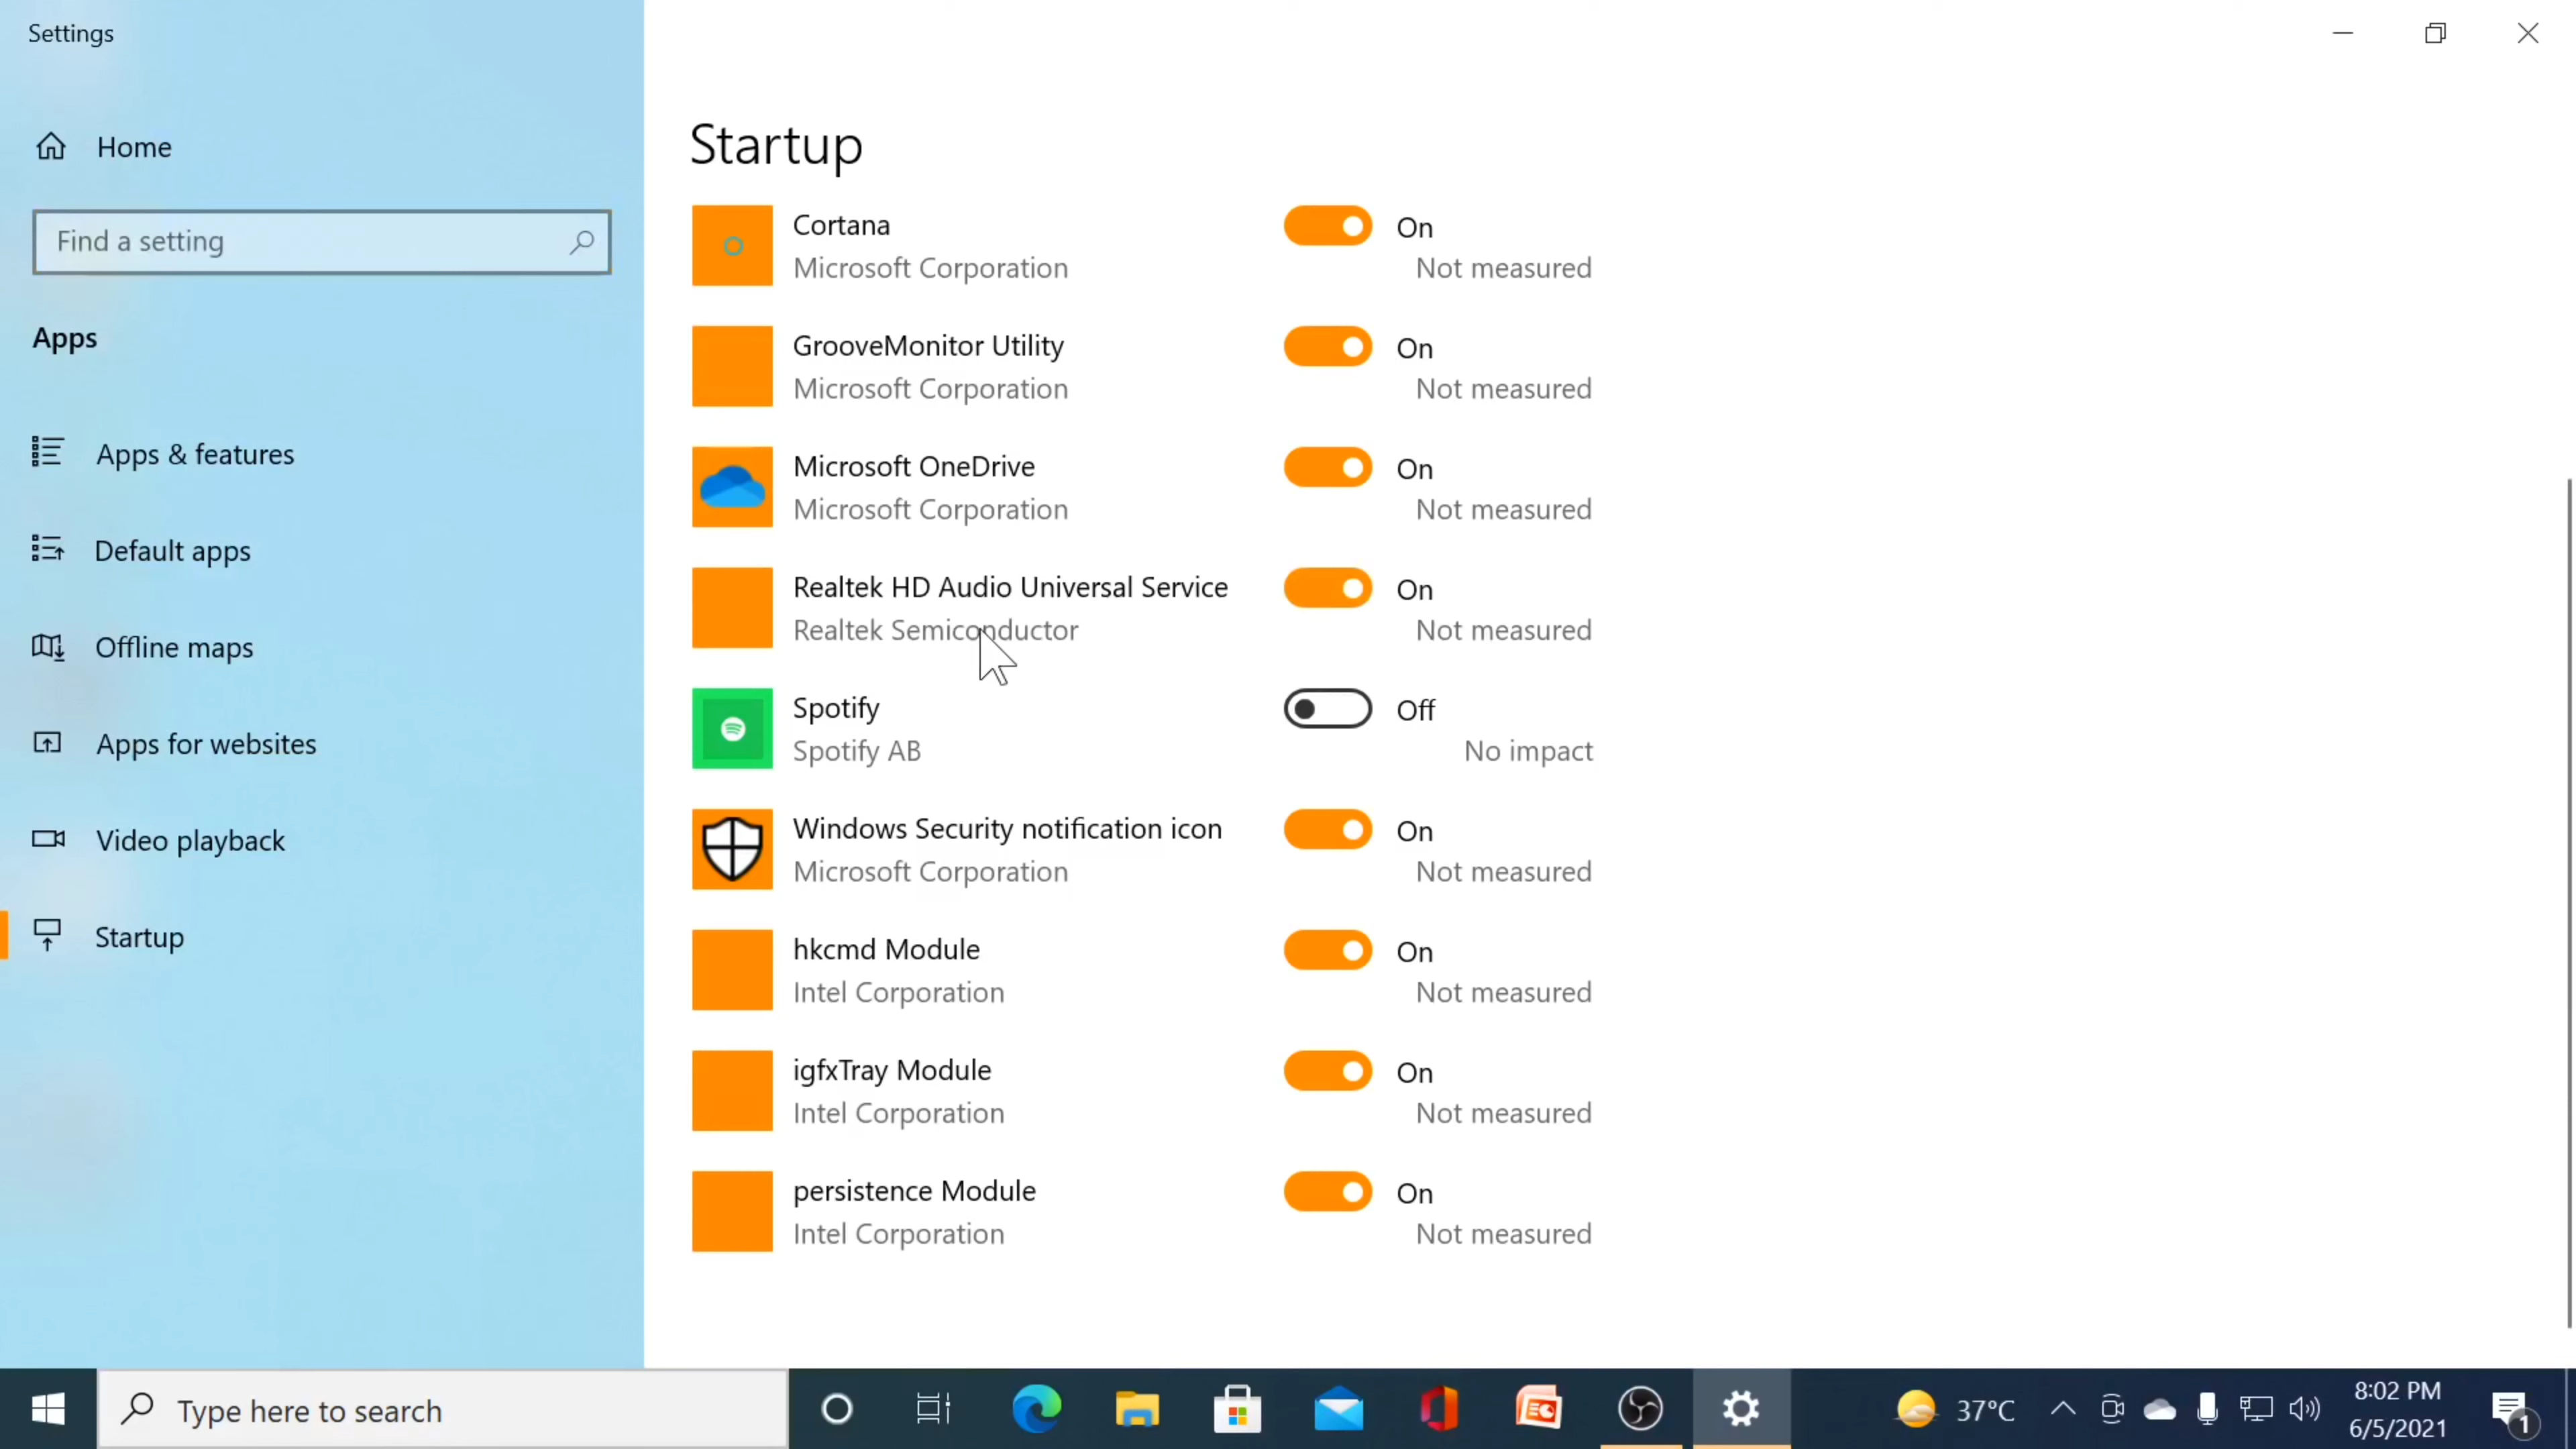 Settings
Home
Find a setting
Apps
Apps & features
Default apps
Offline maps
Apps for websites
Video playback
Startup
Startup
Cortana On
Microsoft Corporation Not measured
GrooveMonitor Utility On
Microsoft Corporation Not measured
Microsoft OneDrive On
Microsoft Corporation Not measured
Realtek HD Audio Universal Service On
Realtek Semiconductor Not measured
Spotify Off
Spotify AB No impact
Windows Security notification icon On
Microsoft Corporation Not measured
hkcmd Module On
Intel Corporation Not measured
igfxTray Module On
Intel Corporation Not measured
persistence Module On
Intel Corporation Not measured
Type here to search
37°C
8:02 PM
6/5/2021
1